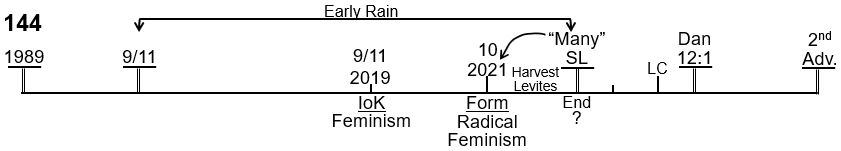 Early Rain
144
1989
9/11
9/11
2019
10
2021
"Many"
SL
Dan
12:1
2nd
Adv.
Harvest
Levites
LC
IoK
Feminism
Form
Radical
Feminism
End
?